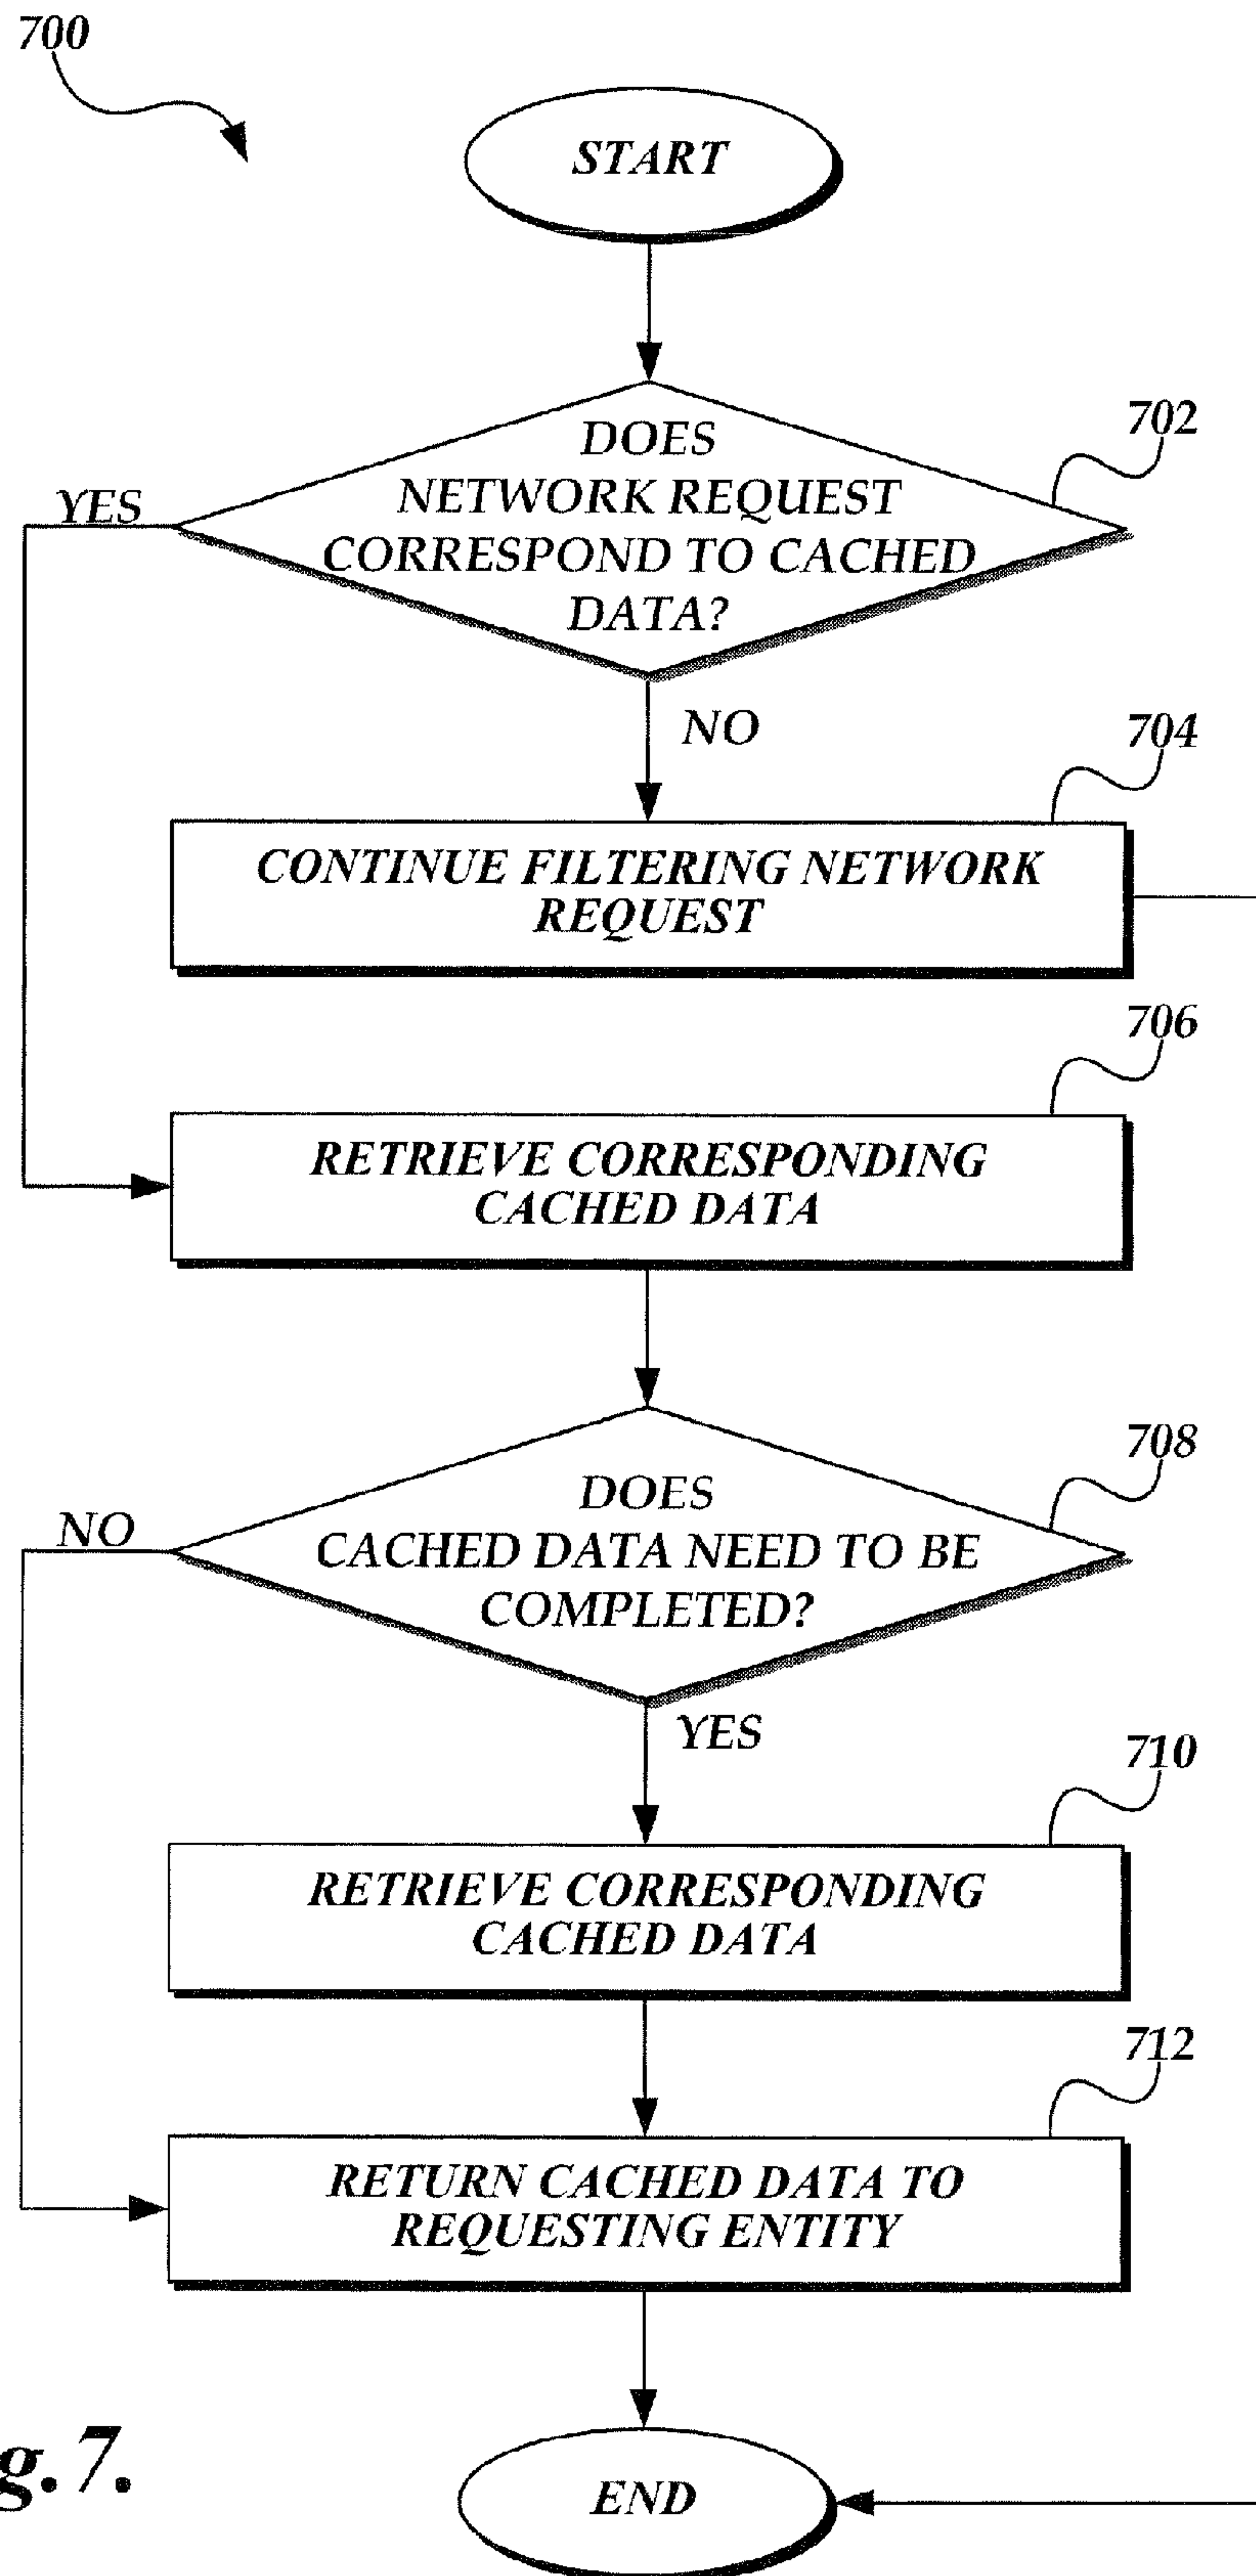 700
START
702
DOES
NETWORK REQUEST
CORRESPOND TO CACHED
DATA?
YES
NO
704
CONTINUE FILTERING NETWORK
REQUEST
706
RETRIEVE CORRESPONDING
CACHED DATA
708
DOES
CACHED DATA NEED TO BE
COMPLETED?
NO
YES
710
RETRIEVE CORRESPONDING
CACHED DATA
712
RETURN CACHED DATA TO
REQUESTING ENTITY
g.7.
END